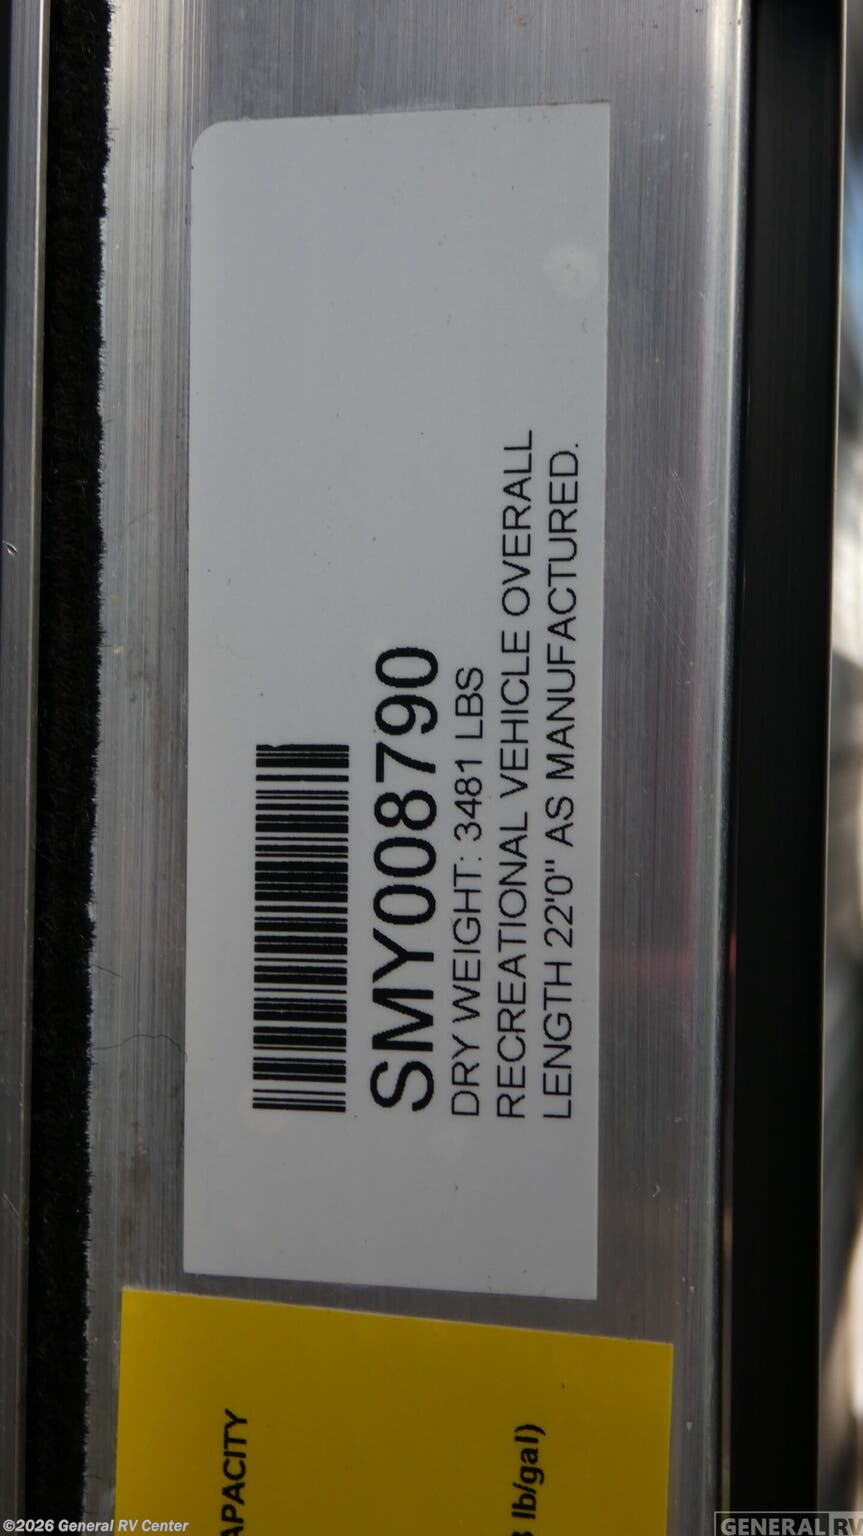 SMY008790
DRY WEIGHT: 3481 LBS
RECREATIONAL VEHICLE OVERALL
LENGTH 22'0" AS MANUFACTURED.
APACITY
lb/gal)
©2026 General RV Center
GENERAL RV